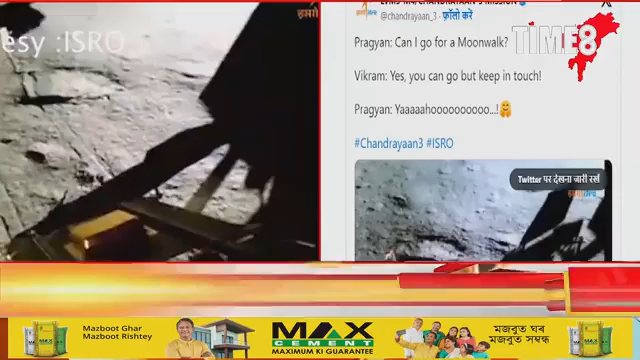 esy :ISRO
@chandrayaan_3 · फ़ॉलो करें
TIME8
Pragyan: Can I go for a Moonwalk?
Vikram: Yes, you can go but keep in touch!
Pragyan: Yaaaaahoooooooooo...!🤗
#Chandrayaan3 #ISRO
Twitter पर देखना जारी रखें
Mazboot Ghar
Mazboot Rishtey
MAX
CEMENT
MAXIMUM KI GUARANTEE
মজবুত ঘৰ
মজবুত সম্বন্ধ